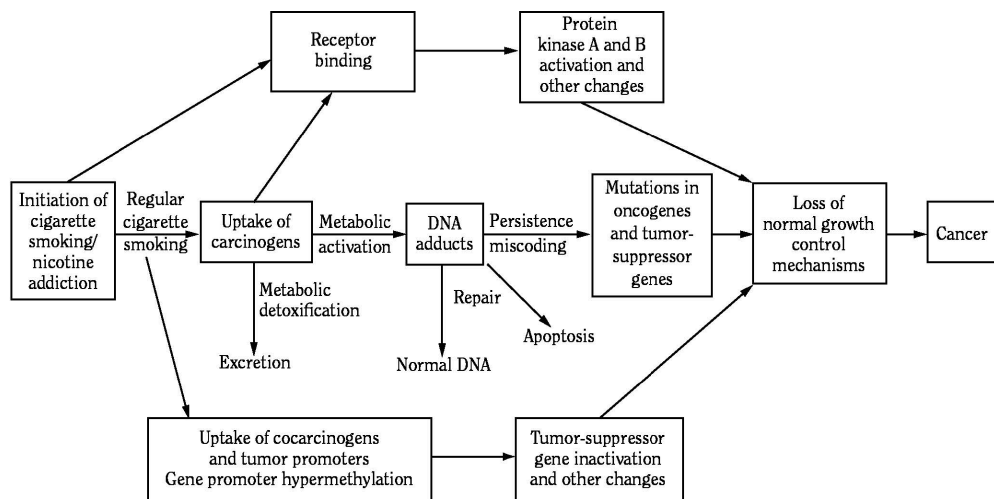 Receptor
binding
Protein
kinase A and B
activation and
other changes
Initiation of
cigarette
smoking/
nicotine
addiction
Regular
cigarette
smoking
Uptake of
carcinogens
Metabolic
activation
DNA
adducts
Persistence
miscoding
Mutations in
oncogenes
and tumor-
suppressor
genes
Loss of
normal growth
control
mechanisms
Cancer
Metabolic
detoxification
Excretion
Repair
Normal DNA
Apoptosis
Uptake of cocarcinogens
and tumor promoters
Gene promoter hypermethylation
Tumor-suppressor
gene inactivation
and other changes